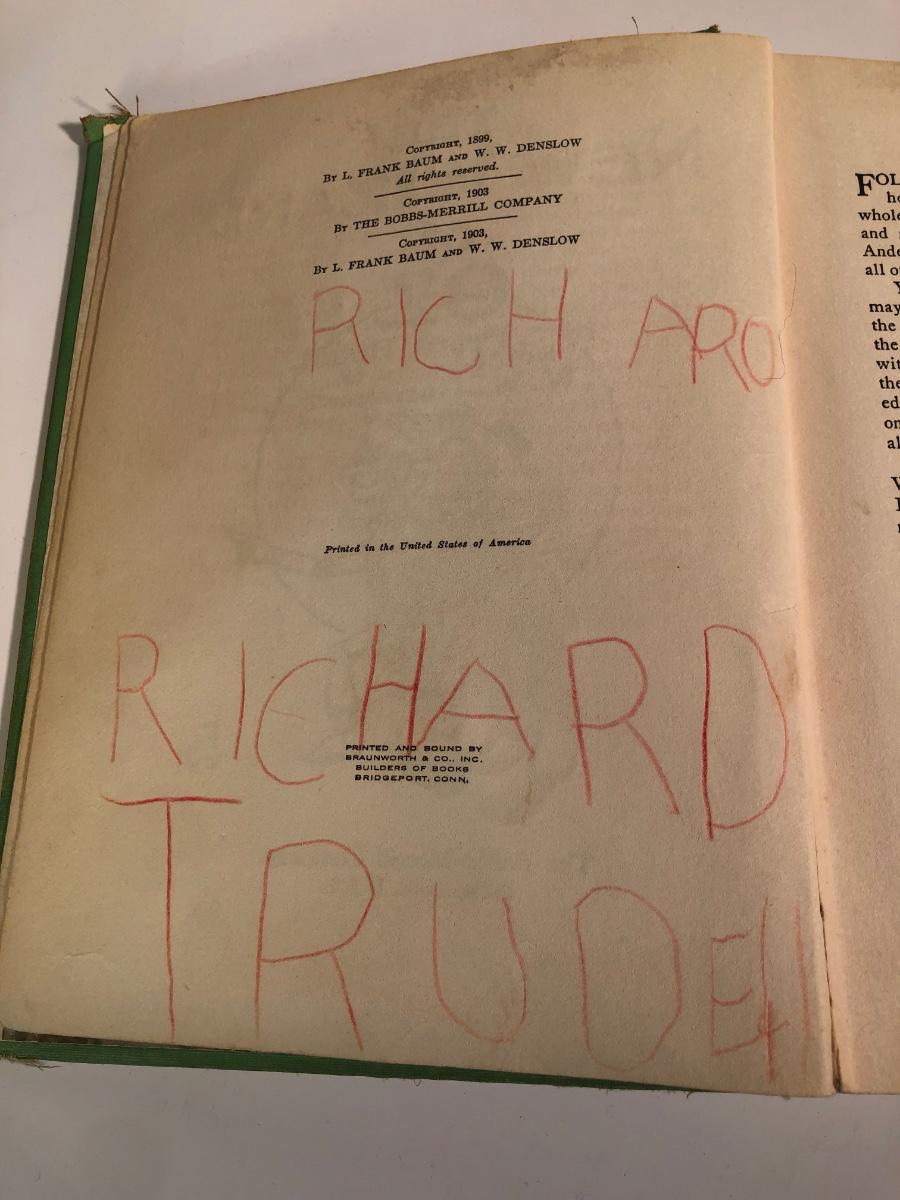 COPYRIGHT, 1899,
BY L. FRANK BAUM AND W. W. DENSLOW
All rights reserved.
COPYRIGHT, 1903
BY THE BOBBS-MERRILL COMPANY
COPYRIGHT, 1903,
BY L. FRANK BAUM AND W. W. DENSLOW
RICHARD
Printed in the United States of America
RICHARD
PRINTED AND BOUND BY
BRAUNWORTH & CO., INC.
BUILDERS OF BOOKS
BRIDGEPORT, CONN.
TRUDEll
FOL
whole
and
Ande
all o
may
the
the
wit
the
ed
on
al